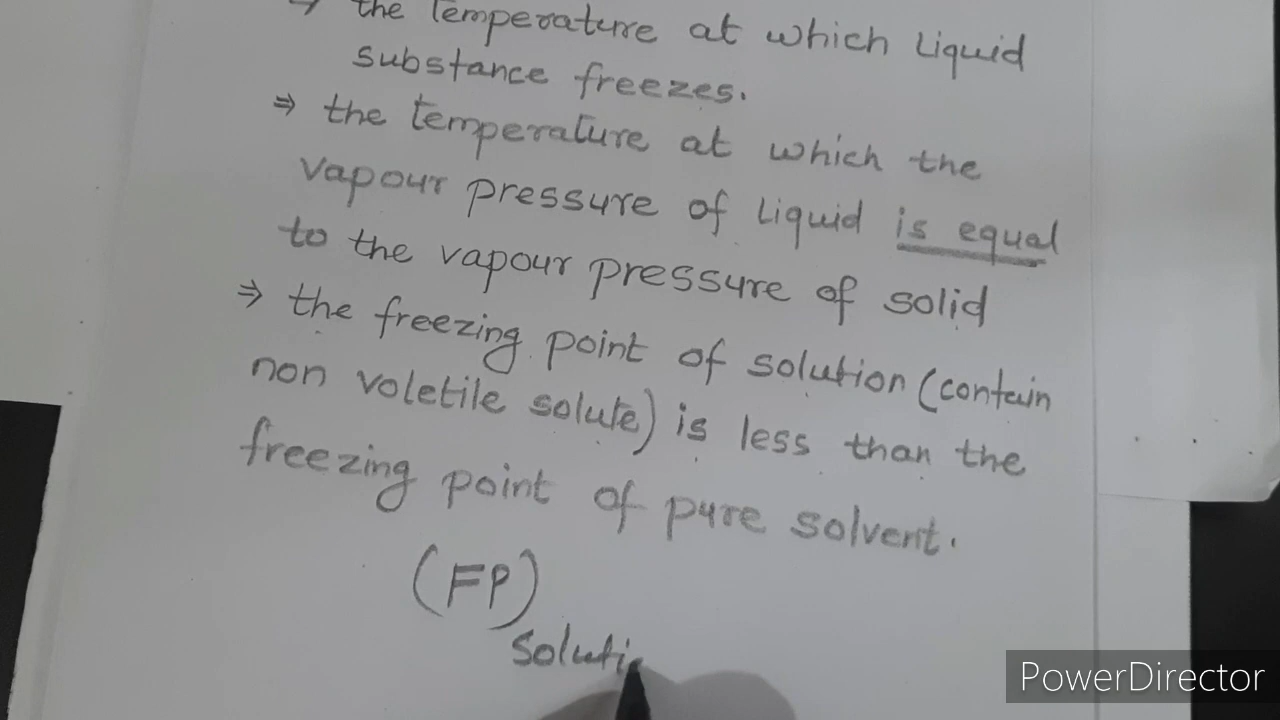 ⇒ the temperature at which liquid
substance freezes.
⇒ the temperature at which the
vapour pressure of liquid is equal
to the vapour pressure of solid
⇒ the freezing point of solution (contain
non voletile solute) is less than the
freezing point of pure solvent.
(FP)
soluti
PowerDirector